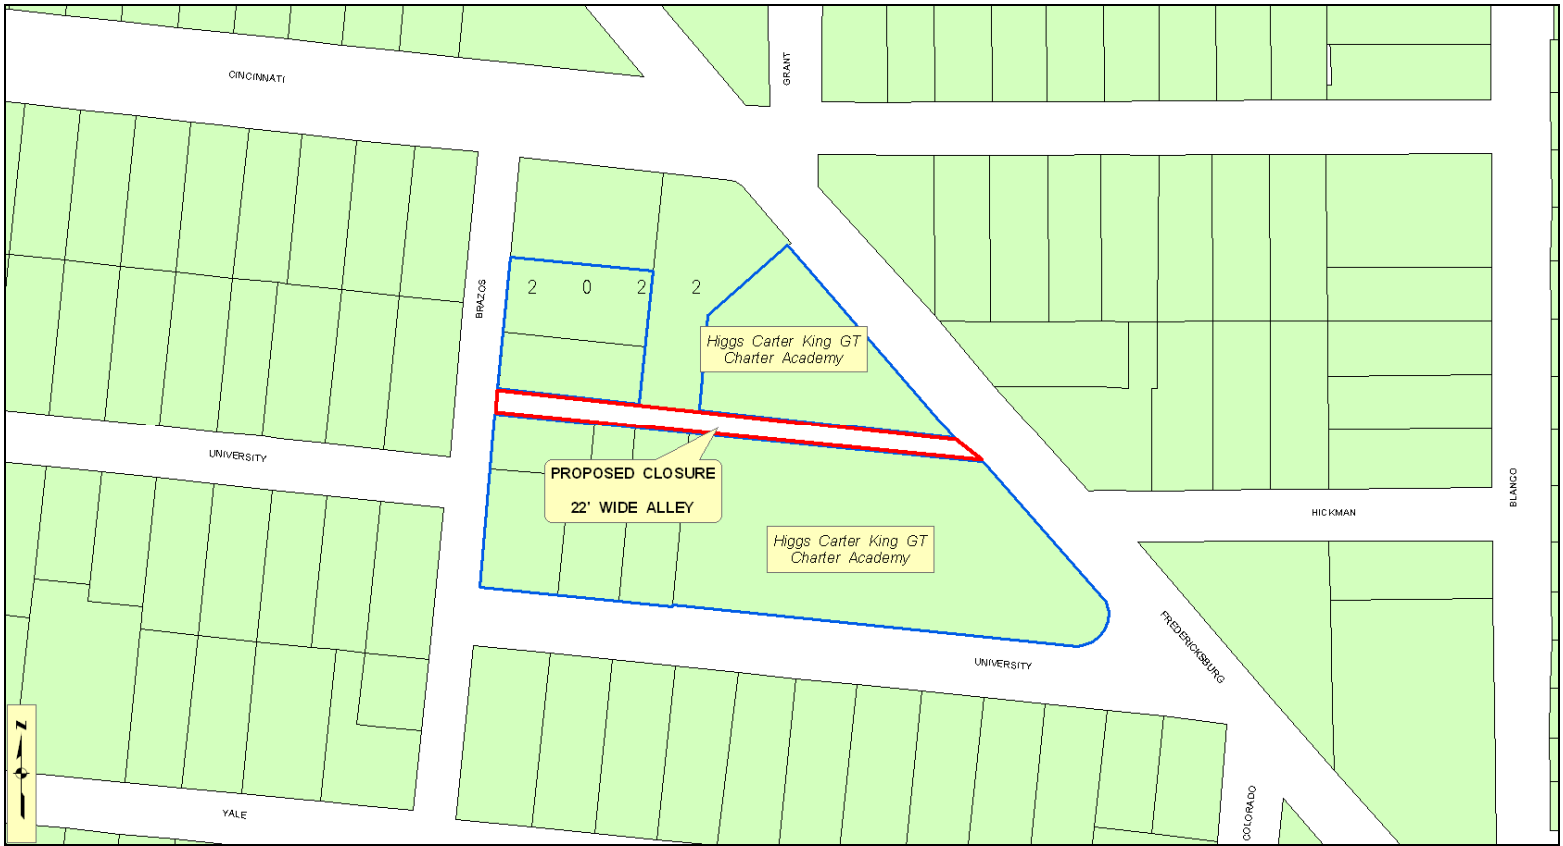 CINCINNATI
GRANT
BRAZOS
2 0 2 2
Higgs Carter King GT
Charter Academy
UNIVERSITY
PROPOSED CLOSURE
22' WIDE ALLEY
BLANCO
HICKMAN
Higgs Carter King GT
Charter Academy
FREDERICKSBURG
UNIVERSITY
N
YALE
COLORADO